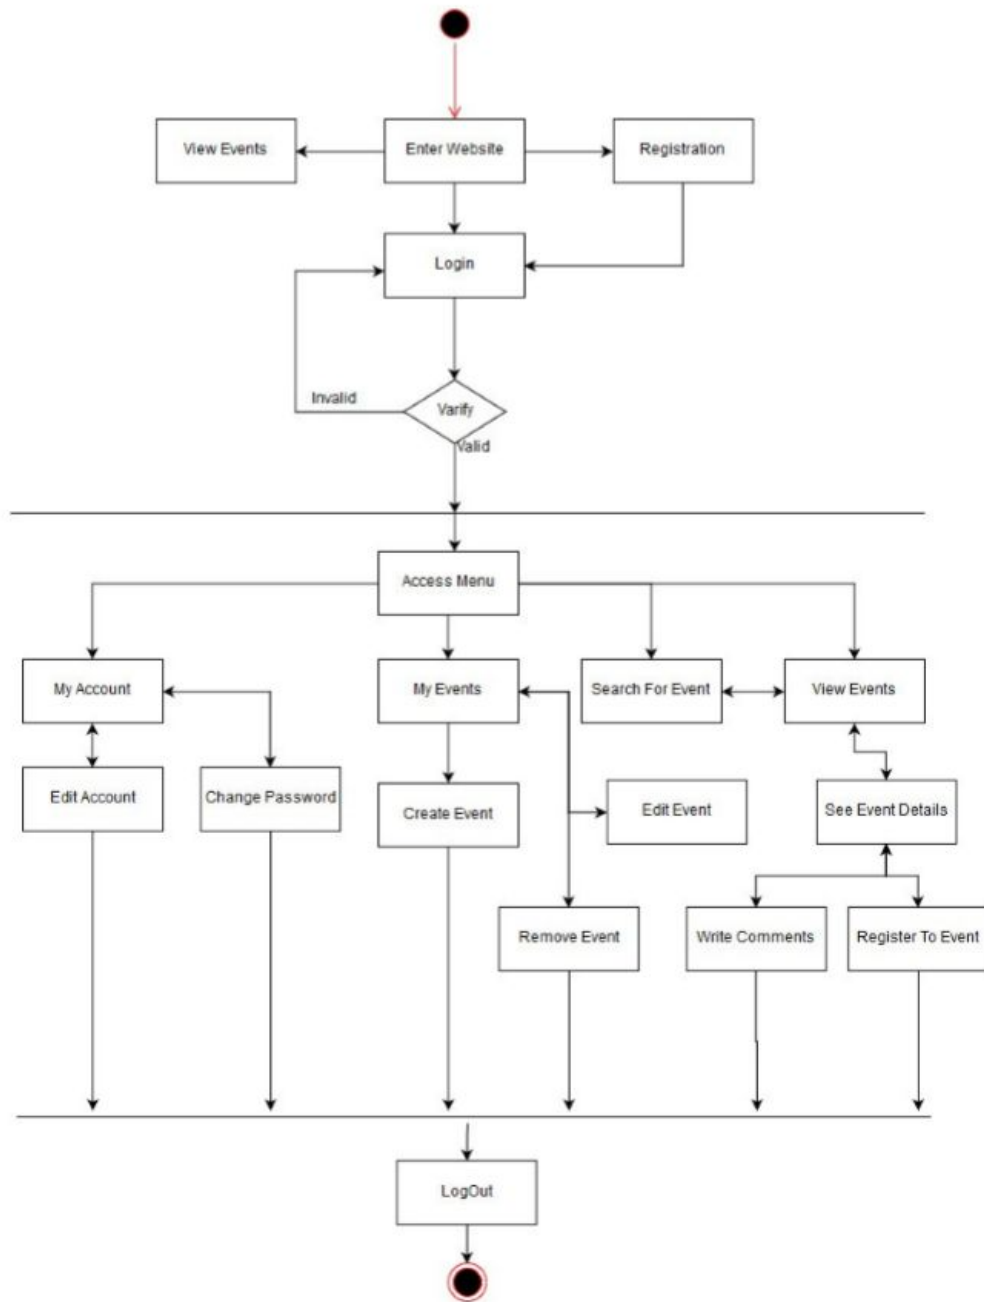 View Events
Enter Website
Registration
Login
Invalid
Varify
Valid
Access Menu
My Account
My Events
Search For Event
View Events
Edit Account
Change Password
Create Event
Edit Event
See Event Details
Remove Event
Write Comments
Register To Event
LogOut